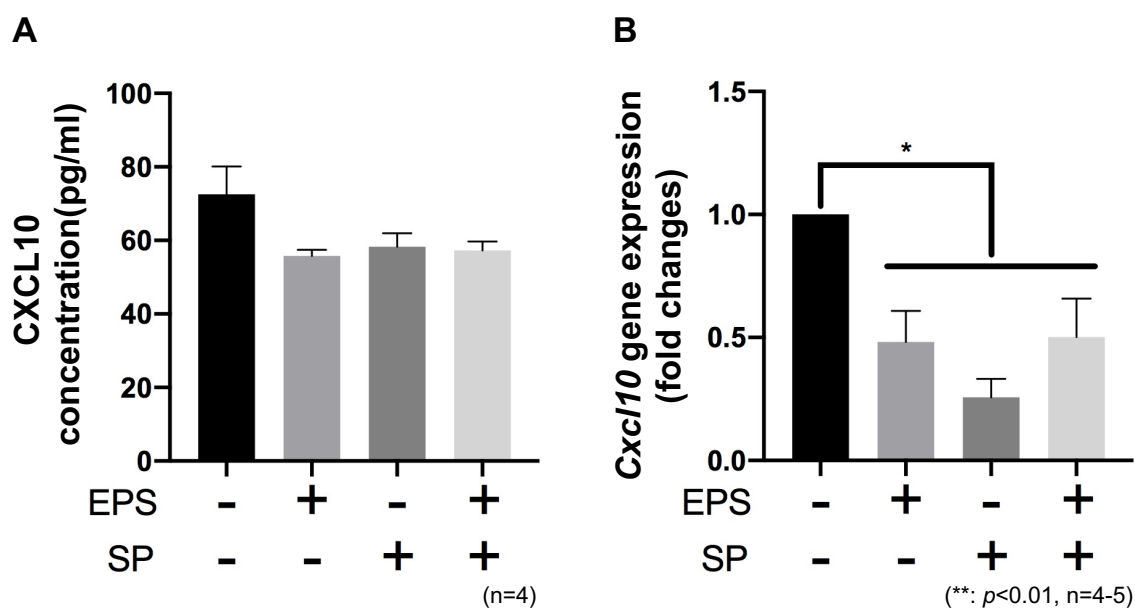 A
CXCL10
concentration(pg/ml)
100
80
60
40
20
0
EPS - + - +
SP - - + +
(n=4)
B
Cxcl10 gene expression
(fold changes)
1.5
1.0
0.5
0.0
*
EPS - + - +
SP - - + +
(**: p<0.01, n=4-5)